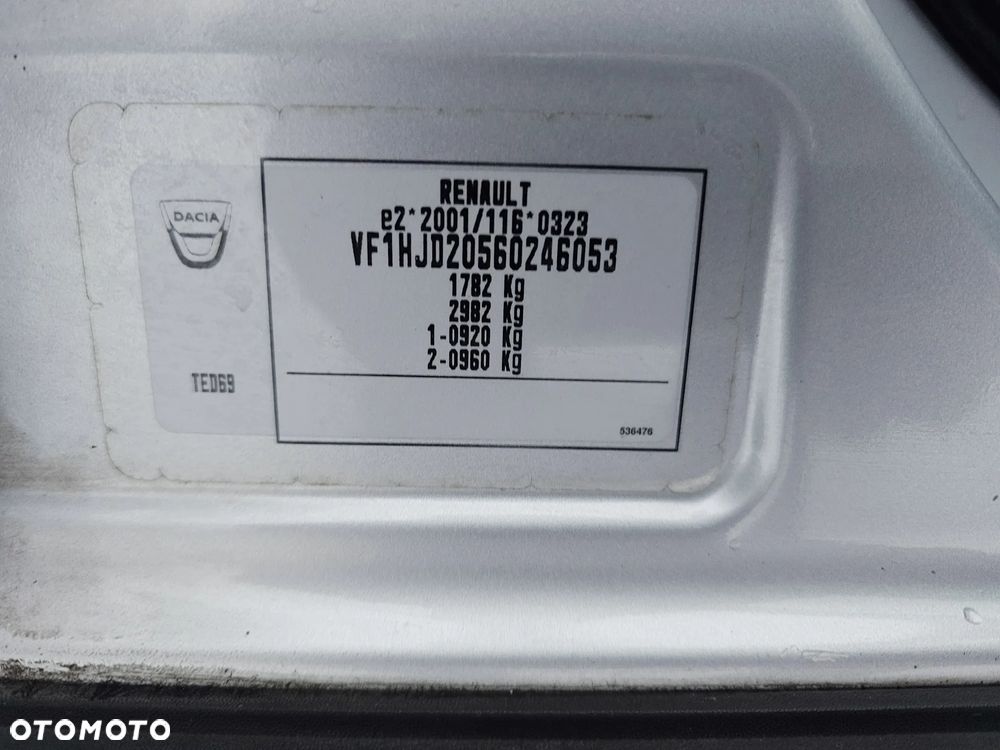 RENAULT
e2*2001/116*0323
VF1HJD20560246053
1782 Kg
2982 Kg
1-0920 Kg
2-0960 Kg
DACIA
TED69
536476
OTOMOTO